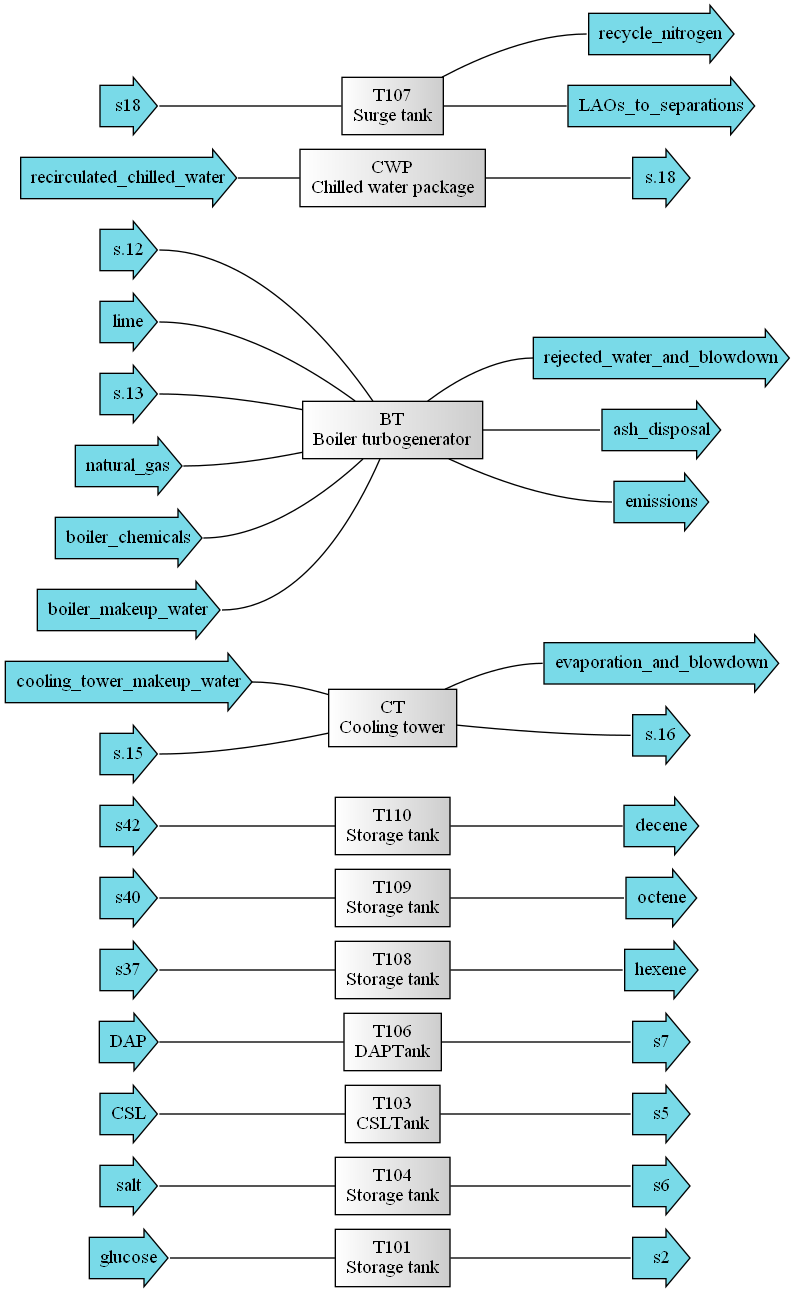 recycle_nitrogen
s18
T107
Surge tank
LAOs_to_separations
recirculated_chilled_water
CWP
Chilled water package
s.18
s.12
lime
s.13
natural_gas
boiler_chemicals
boiler_makeup_water
BT
Boiler turbogenerator
rejected_water_and_blowdown
ash_disposal
emissions
cooling_tower_makeup_water
s.15
CT
Cooling tower
evaporation_and_blowdown
s.16
s42
T110
Storage tank
decene
s40
T109
Storage tank
octene
s37
T108
Storage tank
hexene
DAP
T106
DAPTank
s7
CSL
T103
CSLTank
s5
salt
T104
Storage tank
s6
glucose
T101
Storage tank
s2